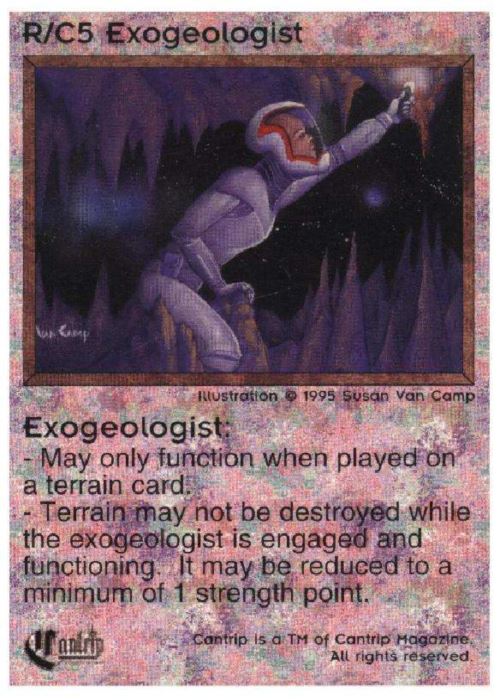 R/C5 Exogeologist
Van Camp
Illustration © 1995 Susan Van Camp
Exogeologist:
- May only function when played on
a terrain card.
- Terrain may not be destroyed while
the exogeologist is engaged and
functioning. It may be reduced to a
minimum of 1 strength point.
Cantrip
Cantrip is a TM of Cantrip Magazine.
All rights reserved.